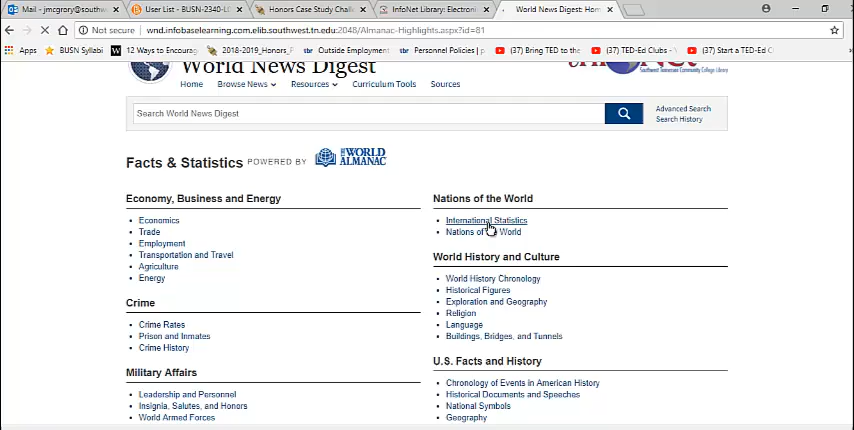 Mail - jmcgrory@southw
User List - BUSN-2340-L0
Honors Case Study Chall
InfoNet Library: Electronic
World News Digest: Hom
Not secure | wnd.infobaselearning.com.elib.southwest.tn.edu:2048/Almanac-Highlights.aspx?id=81
Apps
BUSN Syllabi
12 Ways to Encourag
2018-2019_Honors_F
Outside Employment
Personnel Policies | p
(37) Bring TED to the
(37) TED-Ed Clubs - Y
(37) Start a TED-Ed C
World News Digest
Southwest Tennessee Community College Library
Home Browse News Resources Curriculum Tools Sources
Search World News Digest
Advanced Search
Search History
Facts & Statistics POWERED BY THE WORLD ALMANAC
Economy, Business and Energy
Economics
Trade
Employment
Transportation and Travel
Agriculture
Energy
Crime
Crime Rates
Prison and Inmates
Crime History
Military Affairs
Leadership and Personnel
Insignia, Salutes, and Honors
World Armed Forces
Nations of the World
International Statistics
Nations of the World
World History and Culture
World History Chronology
Historical Figures
Exploration and Geography
Religion
Language
Buildings, Bridges, and Tunnels
U.S. Facts and History
Chronology of Events in American History
Historical Documents and Speeches
National Symbols
Geography